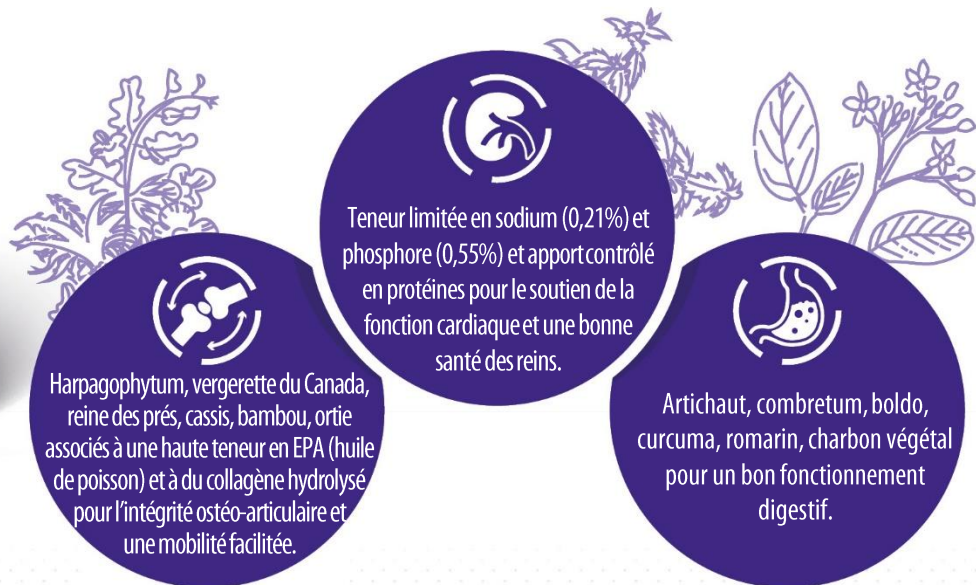 Teneur limitée en sodium (0,21%) et
phosphore (0,55%) et apport contrôlé
en protéines pour le soutien de la
fonction cardiaque et une bonne
santé des reins.
Harpagophytum, vergerette du Canada,
reine des prés, cassis, bambou, ortie
associés à une haute teneur en EPA (huile
de poisson) et à du collagène hydrolysé
pour l'intégrité ostéo-articulaire et
une mobilité facilitée.
Artichaut, combretum, boldo,
curcuma, romarin, charbon végétal
pour un bon fonctionnement
digestif.